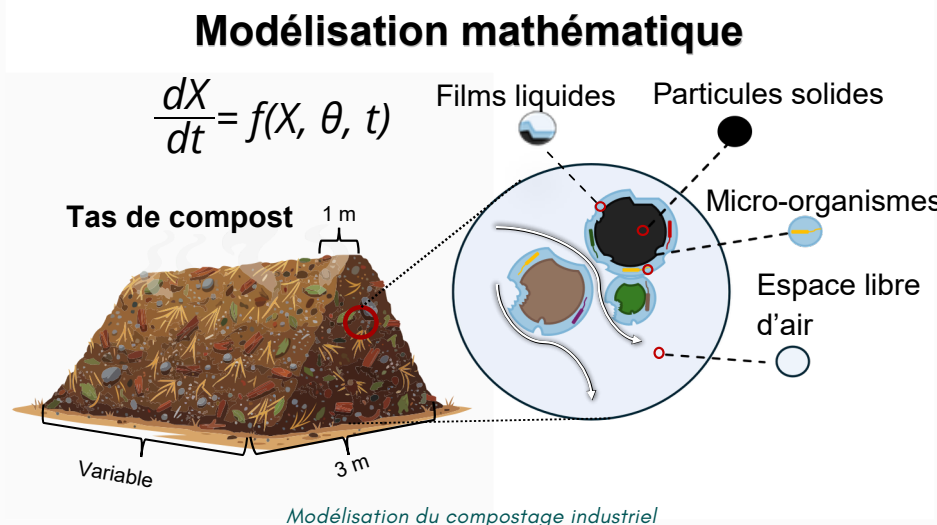 Modélisation mathématique
dX
dt
= f(X, θ, t)
Films liquides
Particules solides
Tas de compost
1 m
Micro-organismes
Espace libre
d’air
Variable
3 m
Modélisation du compostage industriel